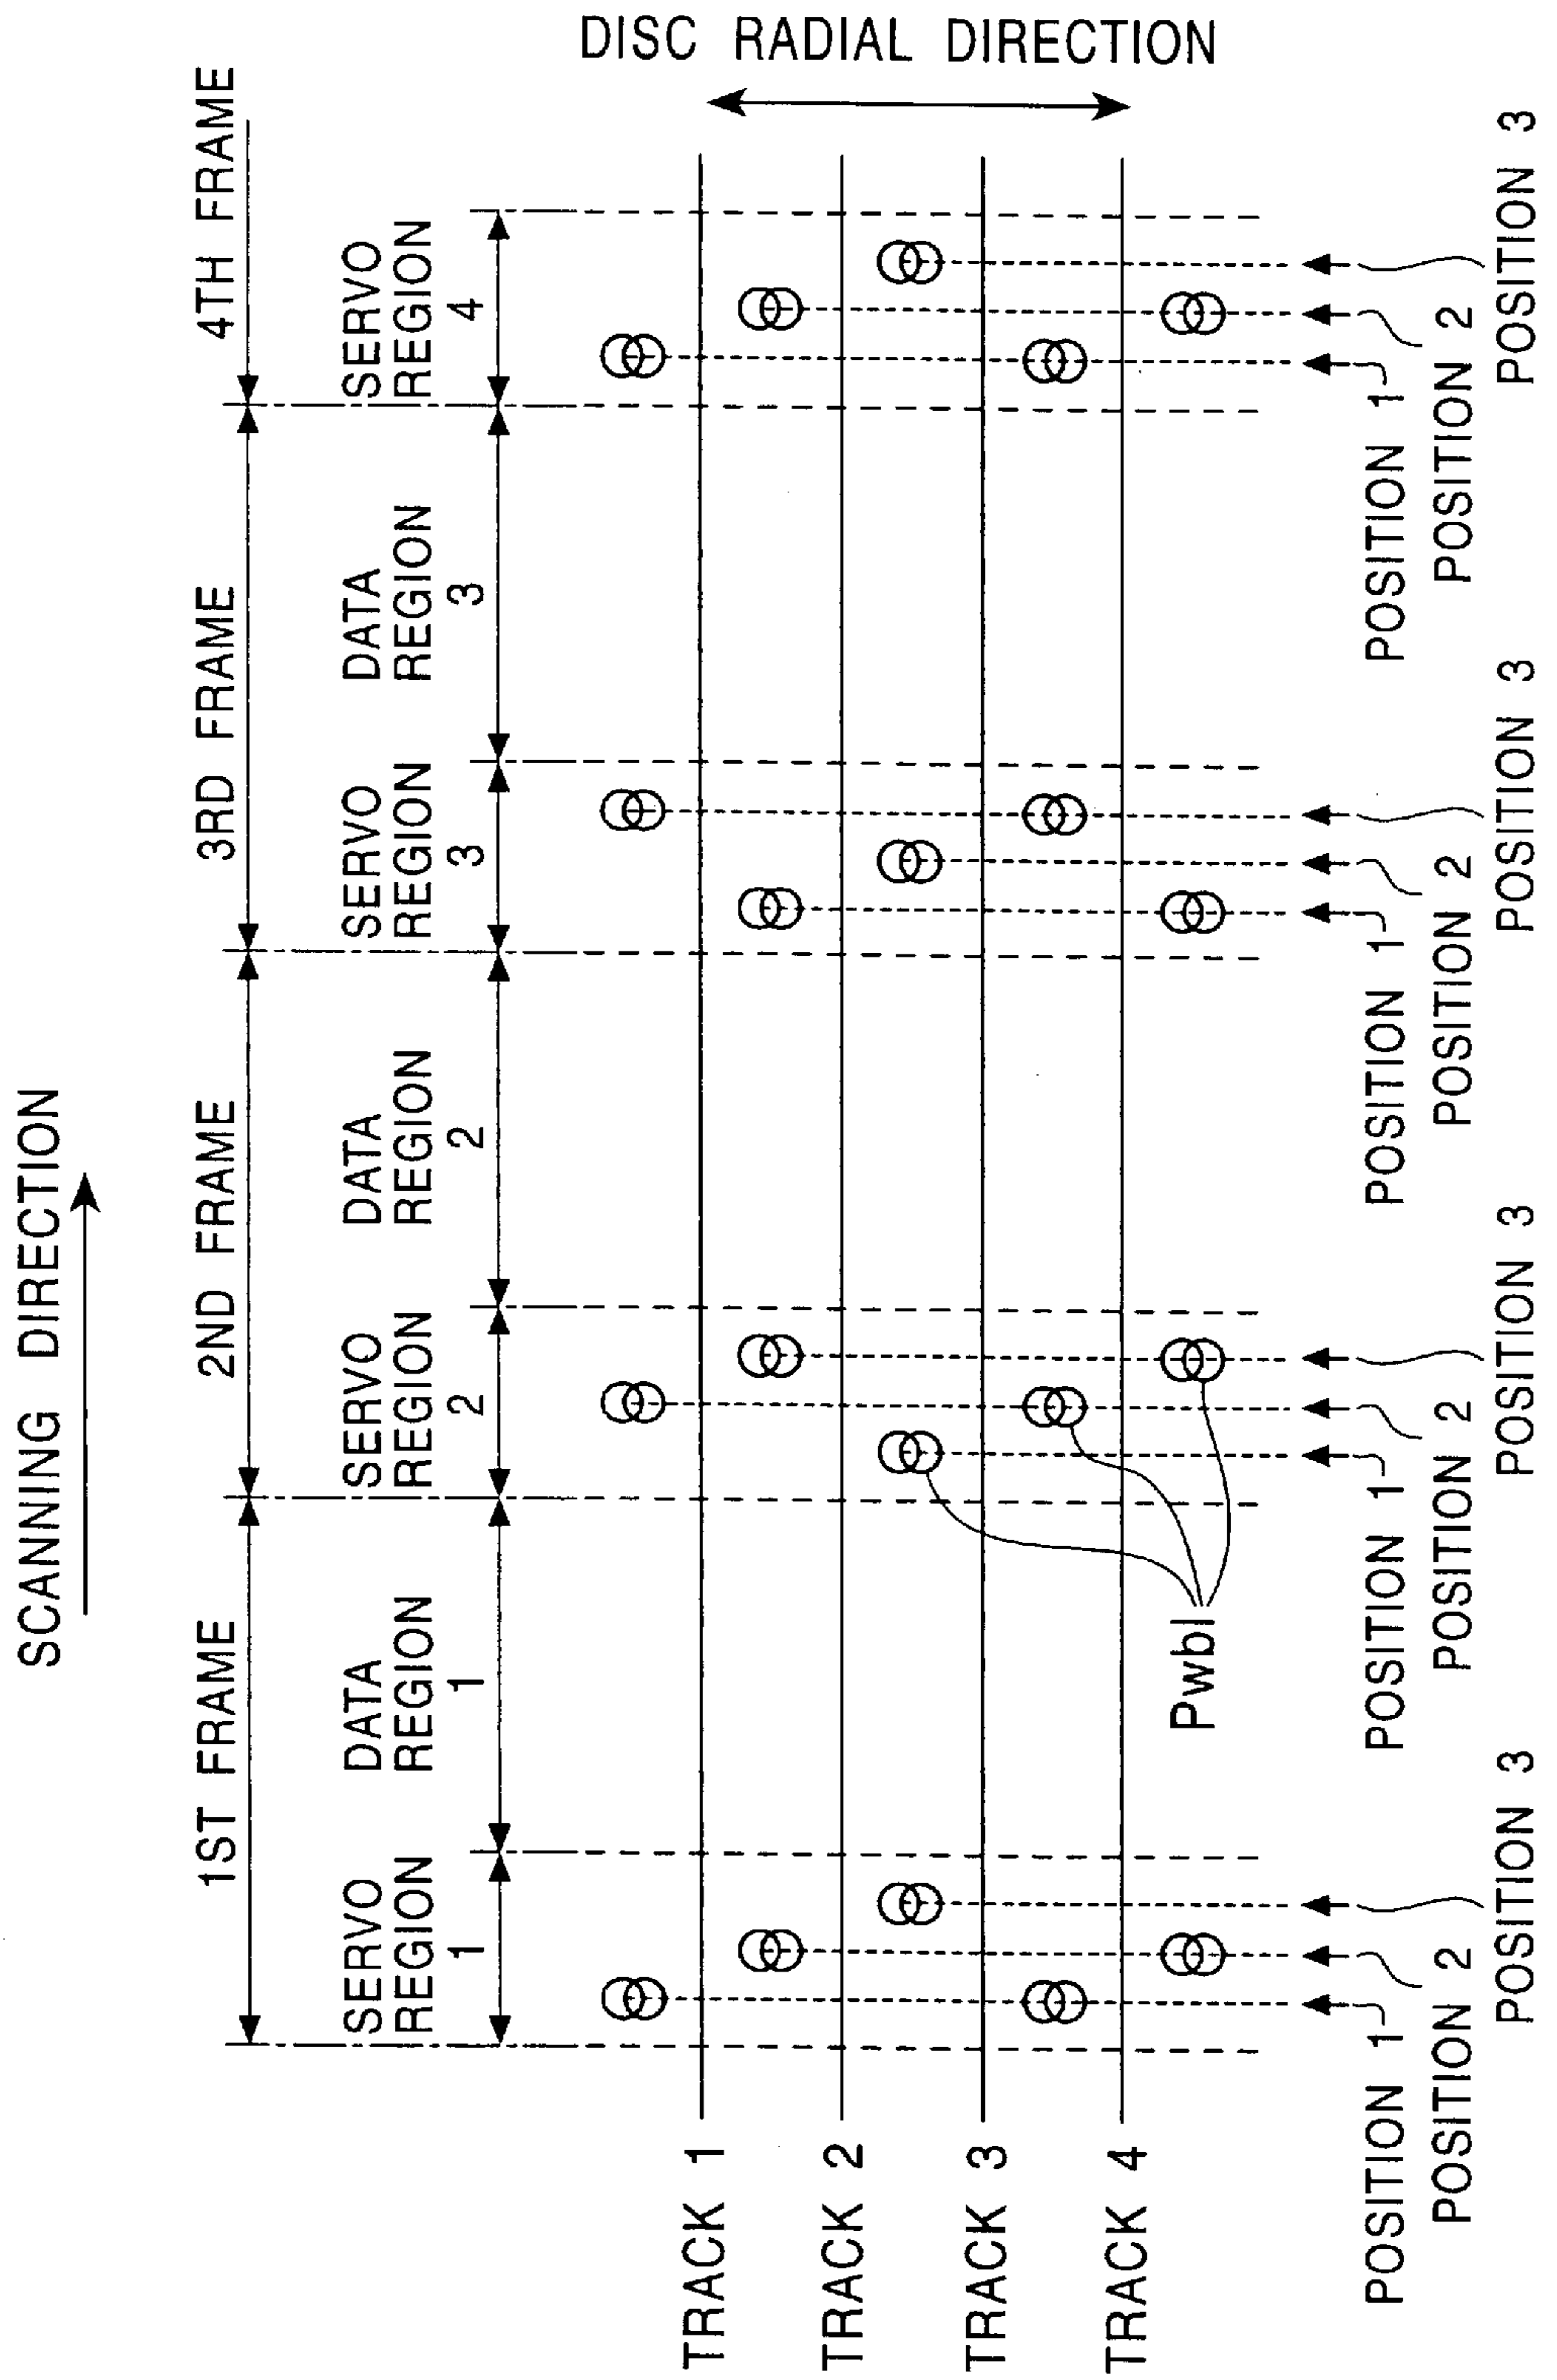 SCANNING DIRECTION
1ST FRAME
2ND FRAME
3RD FRAME
4TH FRAME
SERVO
REGION
1
DATA
REGION
1
SERVO
REGION
2
DATA
REGION
2
SERVO
REGION
3
DATA
REGION
3
SERVO
REGION
4
DISC RADIAL DIRECTION
TRACK 1
TRACK 2
TRACK 3
TRACK 4
Pwbl
POSITION 1
POSITION 2
POSITION 3
POSITION 1
POSITION 2
POSITION 3
POSITION 1
POSITION 2
POSITION 3
POSITION 1
POSITION 2
POSITION 3